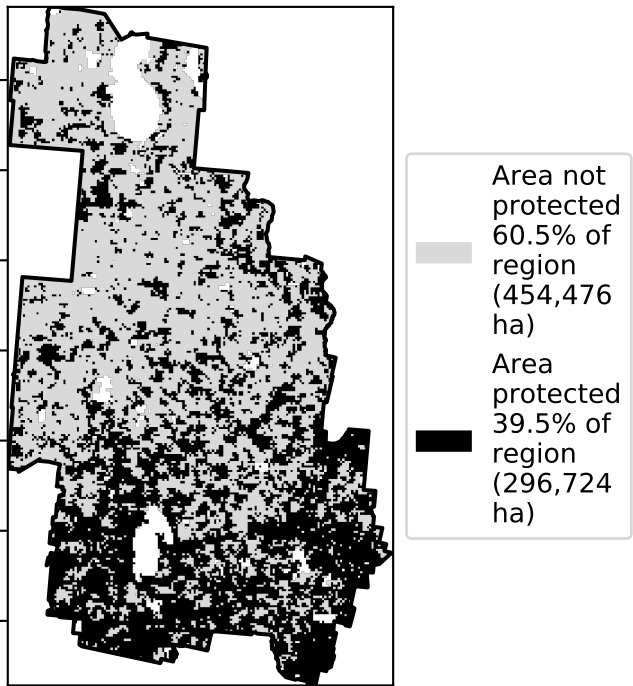 Area not
protected
60.5% of
region
(454,476
ha)
Area
protected
39.5% of
region
(296,724
ha)